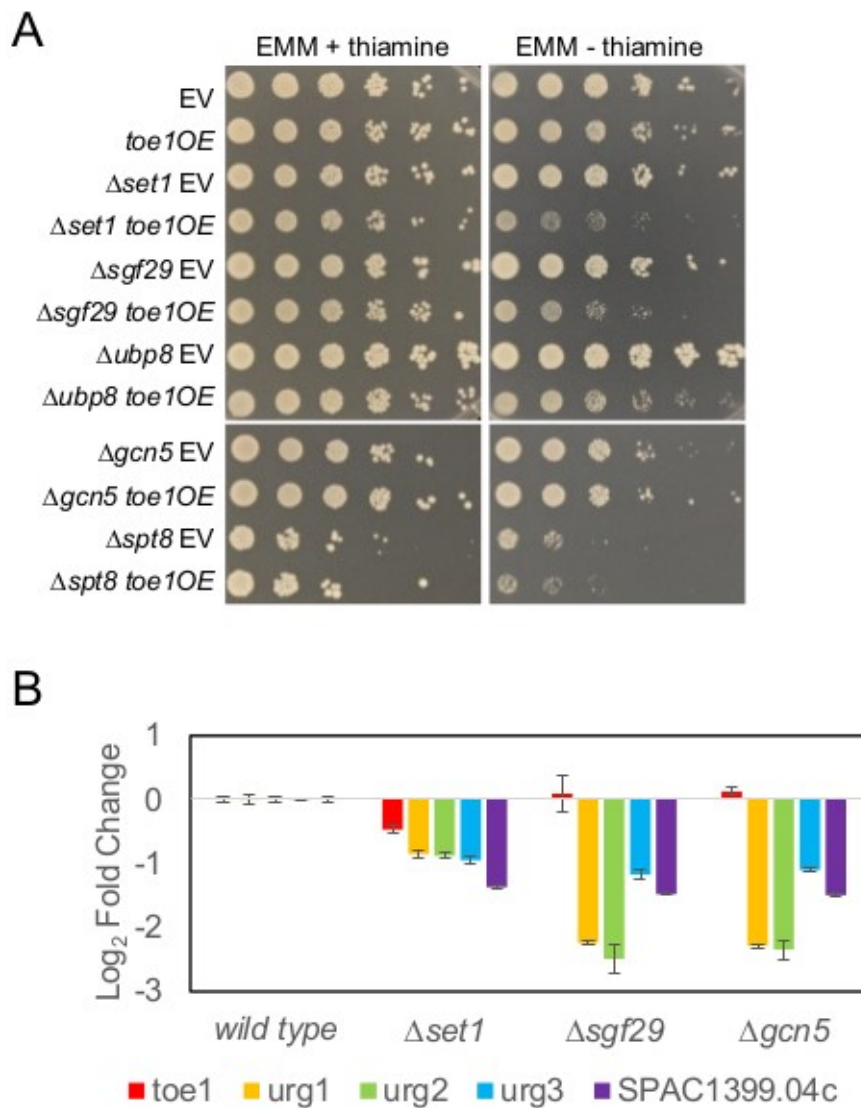 A
EMM + thiamine EMM - thiamine
EV
toe1OE
Δset1 EV
Δset1 toe1OE
Δsgf29 EV
Δsgf29 toe1OE
Δubp8 EV
Δubp8 toe1OE
Δgcn5 EV
Δgcn5 toe1OE
Δspt8 EV
Δspt8 toe1OE
B
Log2 Fold Change
1
0
-1
-2
-3
wild type Δset1 Δsgf29 Δgcn5
toe1 urg1 urg2 urg3 SPAC1399.04c